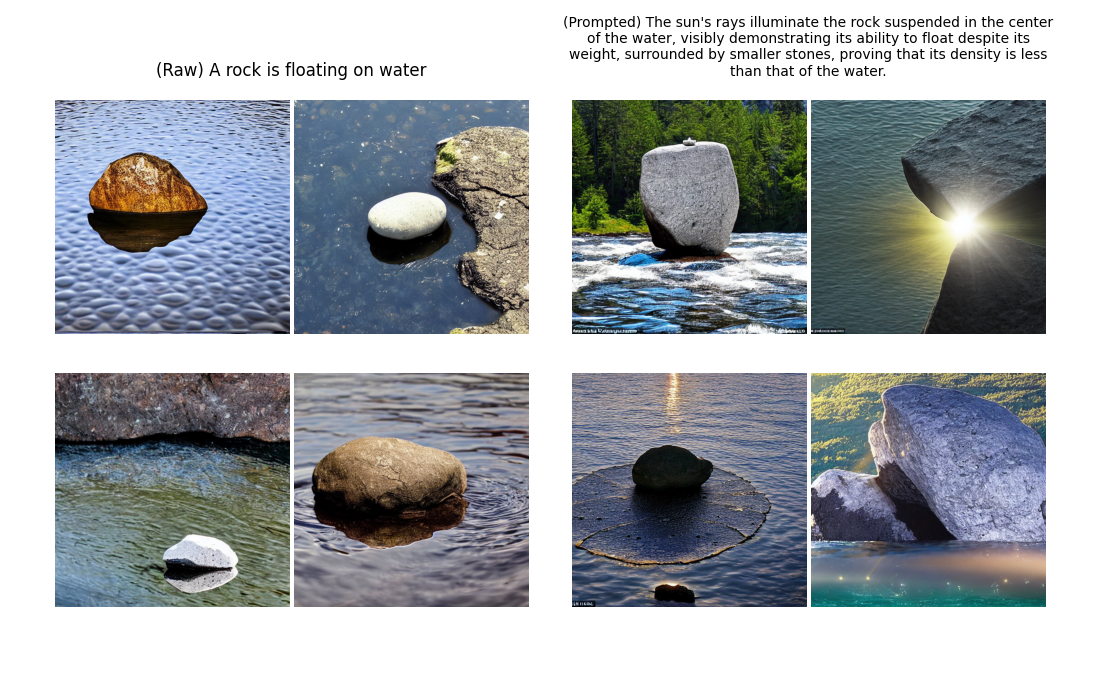 (Raw) A rock is floating on water
(Prompted) The sun's rays illuminate the rock suspended in the center
of the water, visibly demonstrating its ability to float despite its
weight, surrounded by smaller stones, proving that its density is less
than that of the water.